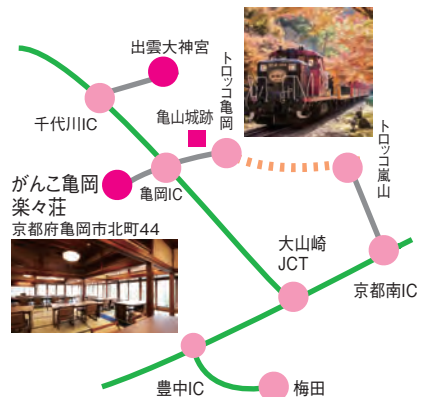 出雲大神宮
トロッコ亀岡
千代川IC
亀山城跡
トロッコ嵐山
がんこ亀岡
楽々荘
京都府亀岡市北町44
亀岡IC
大山崎
JCT
京都南IC
豊中IC
梅田